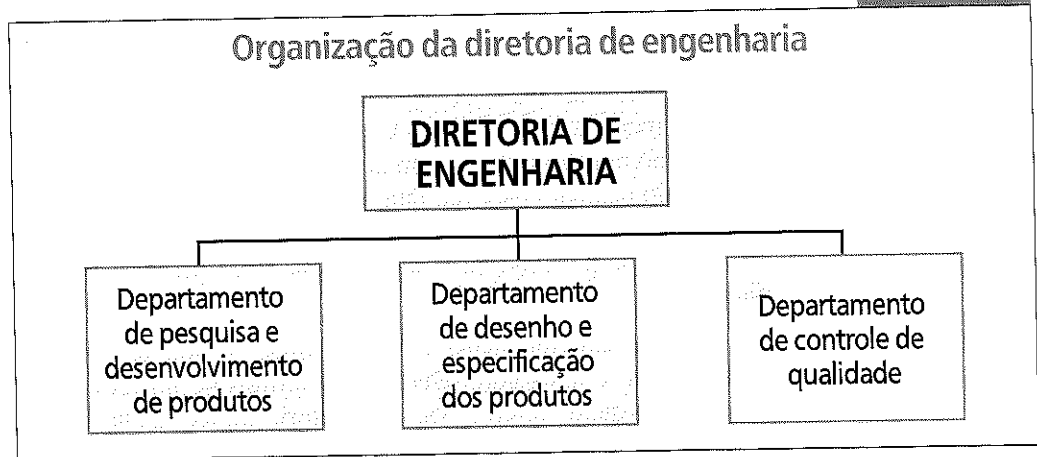 Organização da diretoria de engenharia
DIRETORIA DE
ENGENHARIA
Departamento
de pesquisa e
desenvolvimento
de produtos
Departamento
de desenho e
especificação
dos produtos
Departamento
de controle de
qualidade